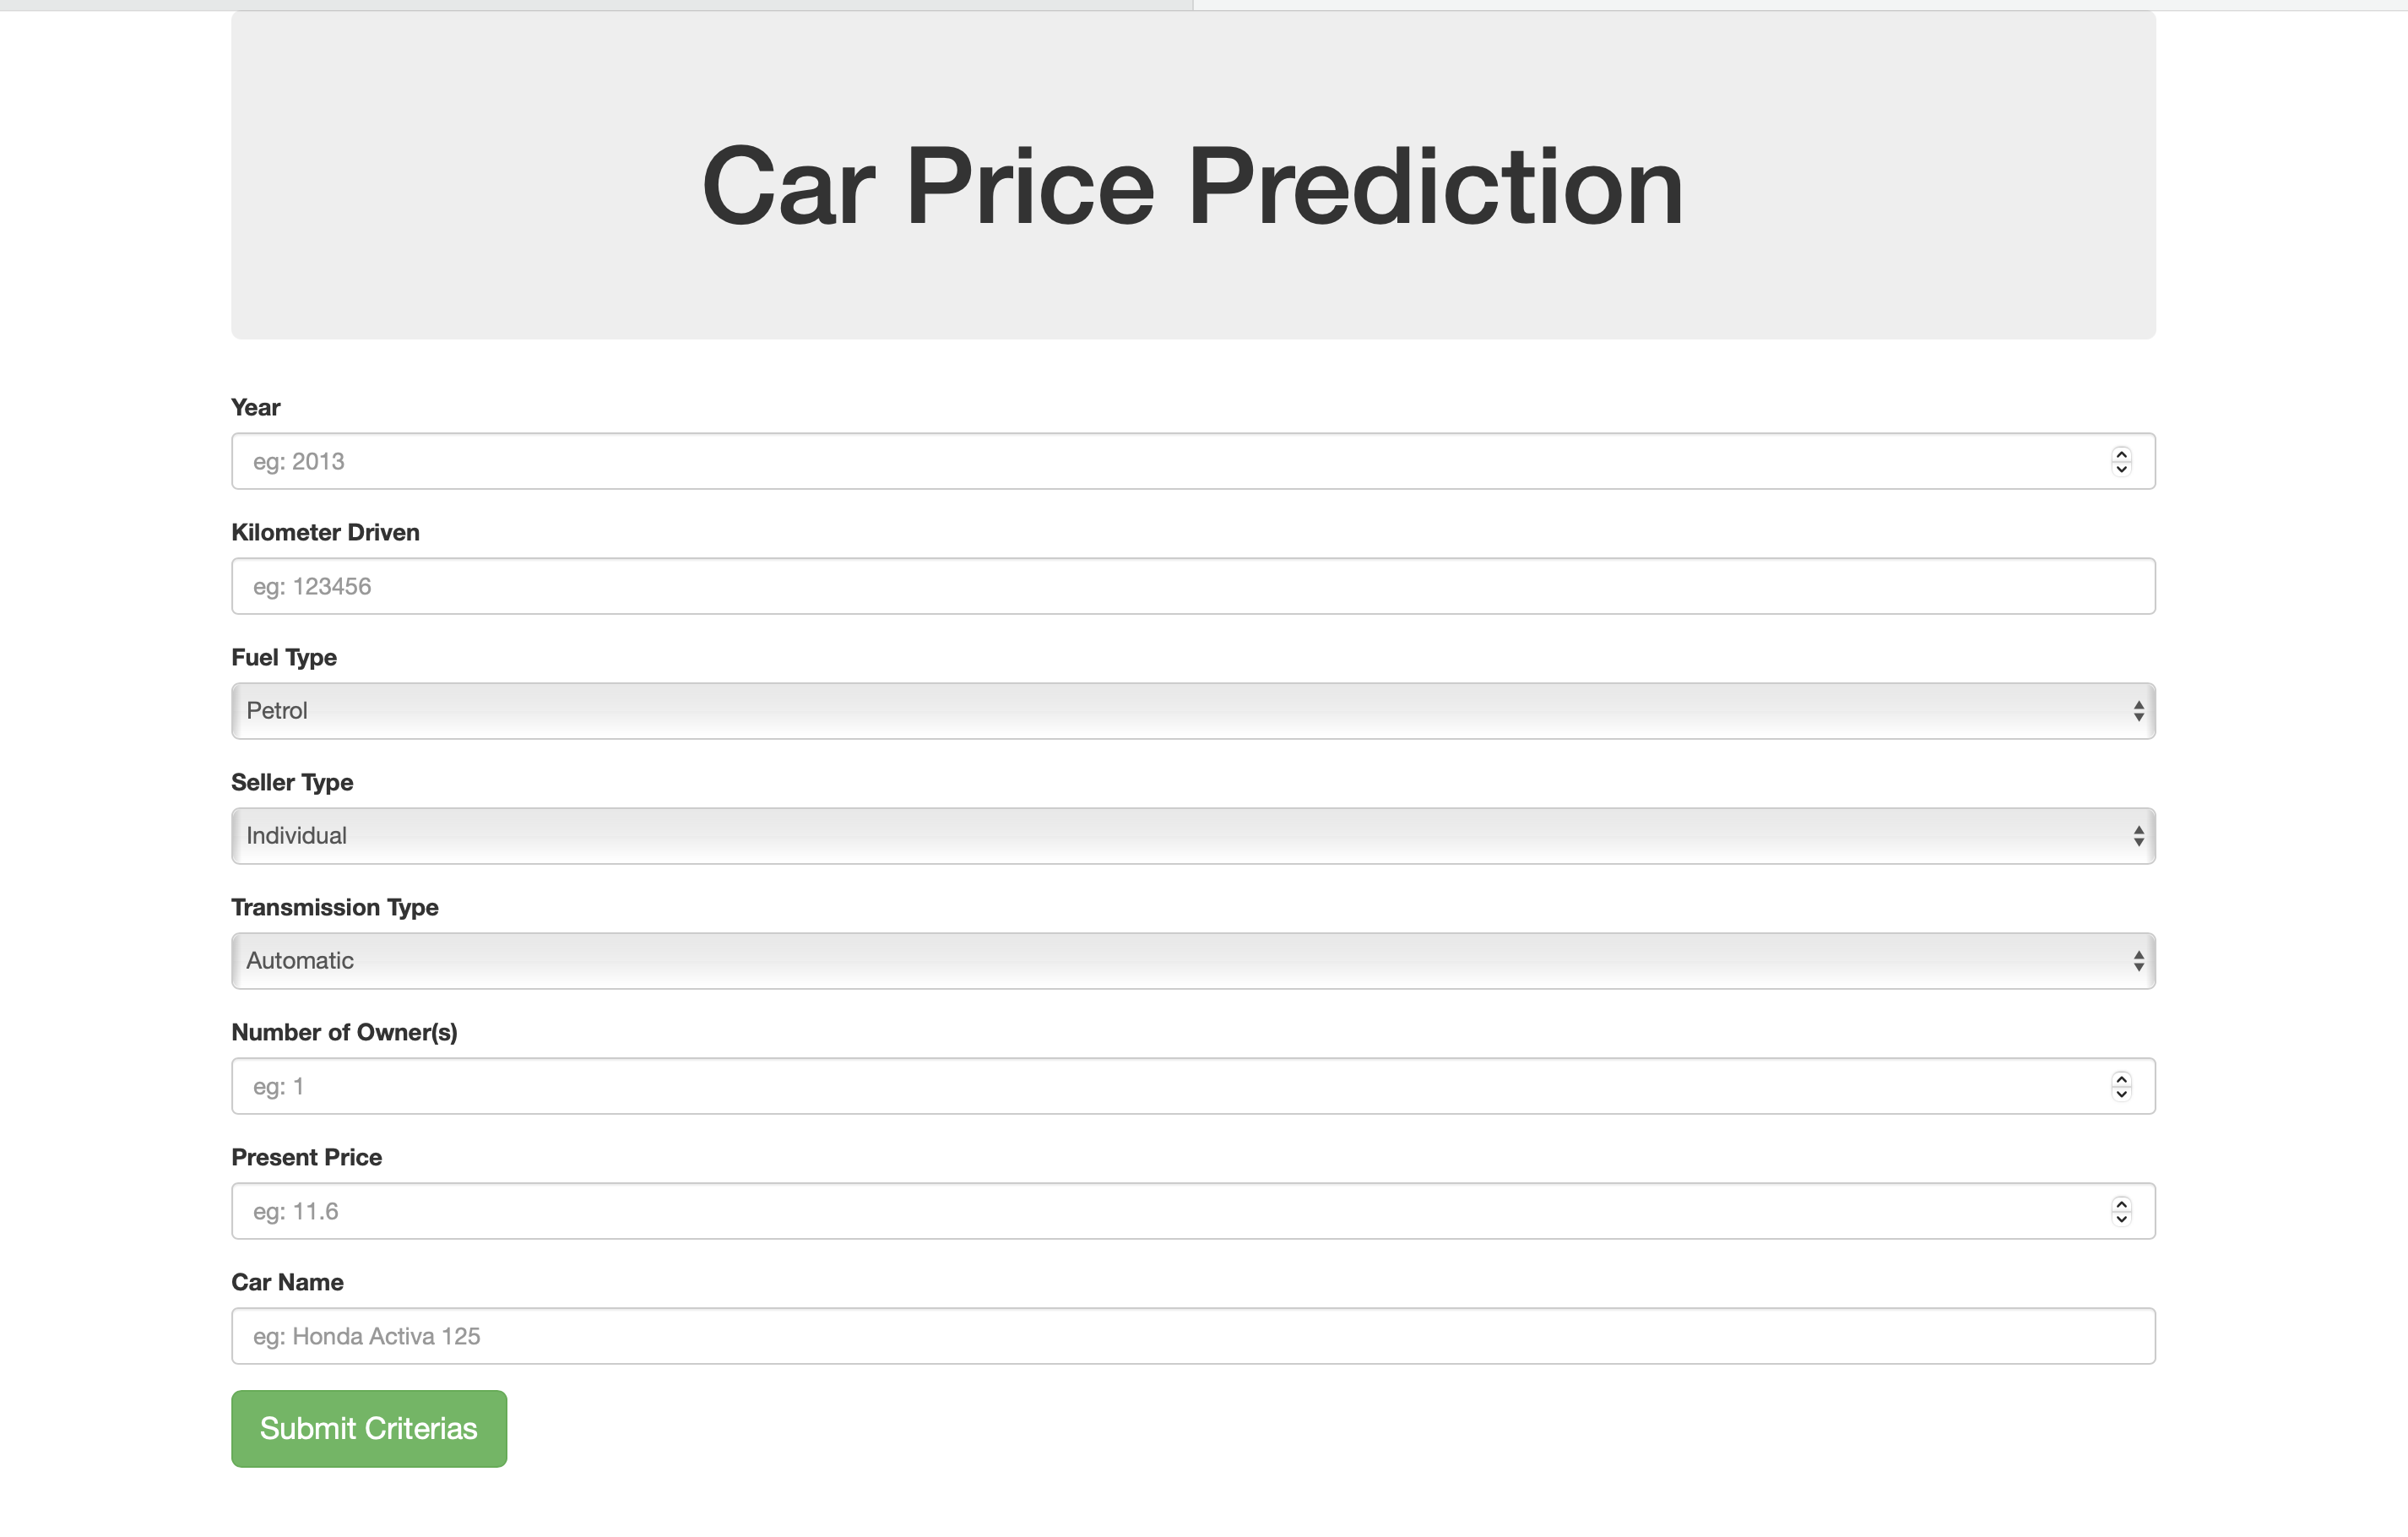 Car Price Prediction
Year
eg: 2013
Kilometer Driven
eg: 123456
Fuel Type
Petrol
Seller Type
Individual
Transmission Type
Automatic
Number of Owner(s)
eg: 1
Present Price
eg: 11.6
Car Name
eg: Honda Activa 125
Submit Criterias